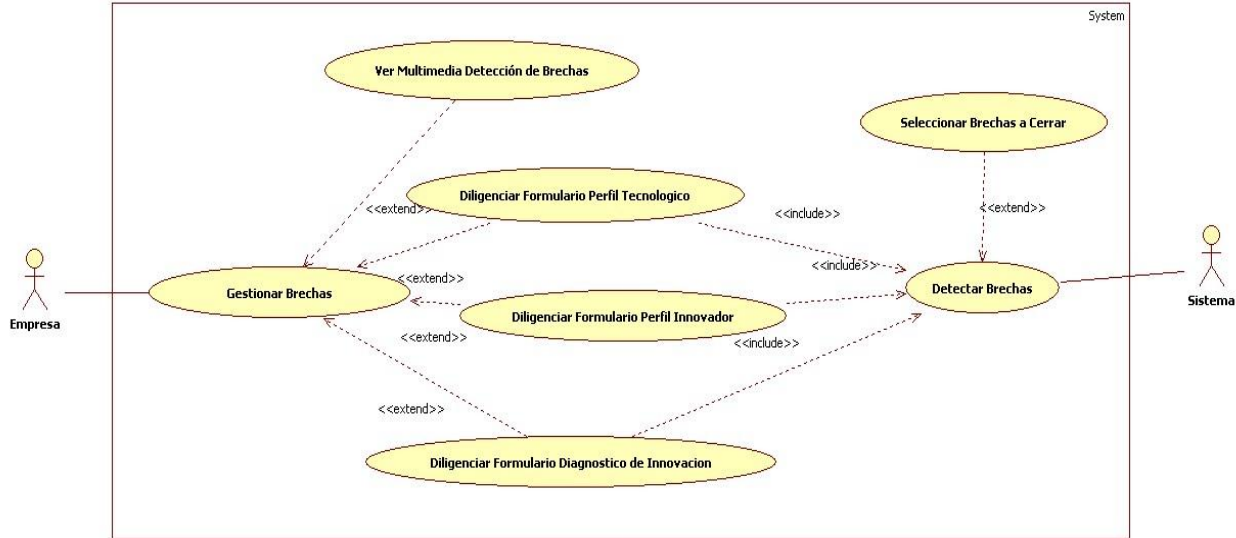 System
Ver Multimedia Detección de Brechas
Seleccionar Brechas a Cerrar
Diligenciar Formulario Perfil Tecnologico
<<extend>>
<<include>>
<<extend>>
<<extend>>
<<include>>
Gestionar Brechas
Detectar Brechas
Empresa
Sistema
Diligenciar Formulario Perfil Innovador
<<extend>>
<<include>>
<<extend>>
Diligenciar Formulario Diagnostico de Innovacion